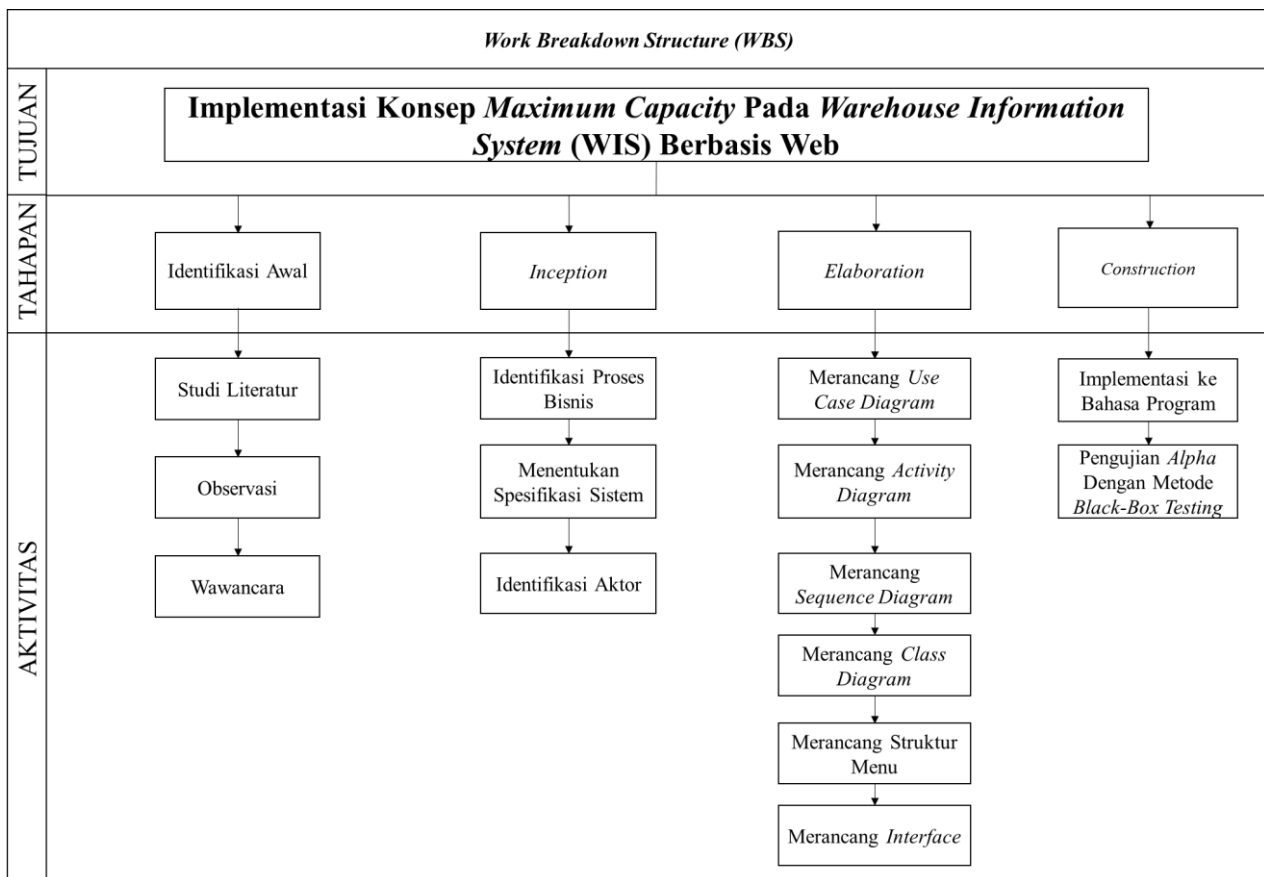 Work Breakdown Structure (WBS)
TUJUAN
Implementasi Konsep Maximum Capacity Pada Warehouse Information
System (WIS) Berbasis Web
TAHAPAN
Identifikasi Awal
Inception
Elaboration
Construction
AKTIVITAS
Studi Literatur
Observasi
Wawancara
Identifikasi Proses
Bisnis
Menentukan
Spesifikasi Sistem
Identifikasi Aktor
Merancang Use
Case Diagram
Merancang Activity
Diagram
Merancang
Sequence Diagram
Merancang Class
Diagram
Merancang Struktur
Menu
Merancang Interface
Implementasi ke
Bahasa Program
Pengujian Alpha
Dengan Metode
Black-Box Testing